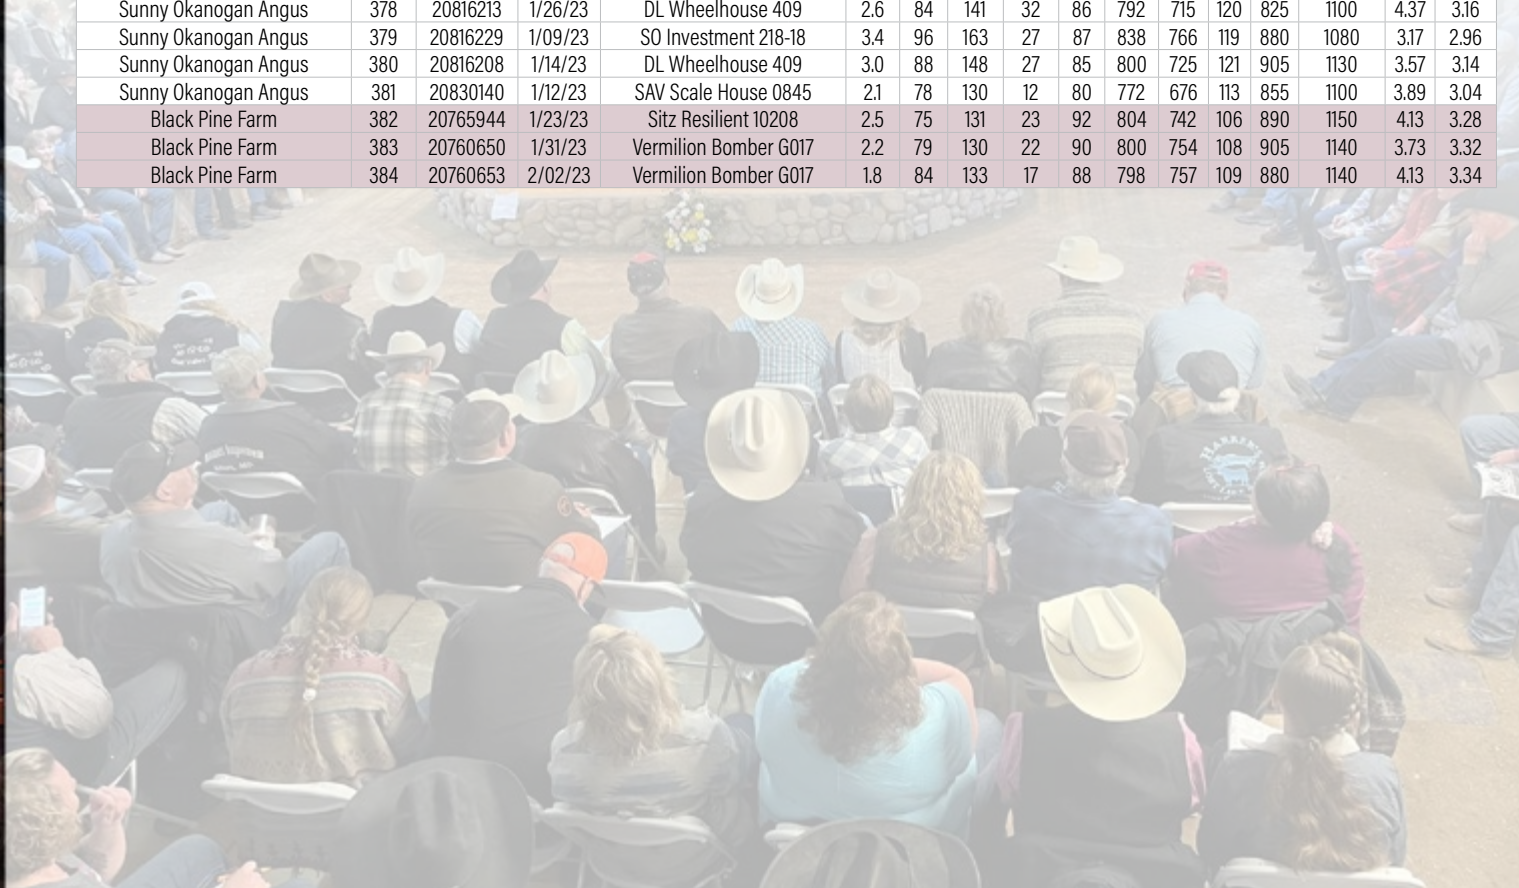 Sunny Okanogan Angus 378 20816213 1/26/23 DL Wheelhouse 409 2.6 84 141 32 86 792 715 120 825 1100 4.37 3.16
Sunny Okanogan Angus 379 20816229 1/09/23 SO Investment 218-18 3.4 96 163 27 87 838 766 119 880 1080 3.17 2.96
Sunny Okanogan Angus 380 20816208 1/14/23 DL Wheelhouse 409 3.0 88 148 27 85 800 725 121 905 1130 3.57 3.14
Sunny Okanogan Angus 381 20830140 1/12/23 SAV Scale House 0845 2.1 78 130 12 80 772 676 113 855 1100 3.89 3.04
Black Pine Farm 382 20765944 1/23/23 Sitz Resilient 10208 2.5 75 131 23 92 804 742 106 890 1150 4.13 3.28
Black Pine Farm 383 20760650 1/31/23 Vermilion Bomber G017 2.2 79 130 22 90 800 754 108 905 1140 3.73 3.32
Black Pine Farm 384 20760653 2/02/23 Vermilion Bomber G017 1.8 84 133 17 88 798 757 109 880 1140 4.13 3.34